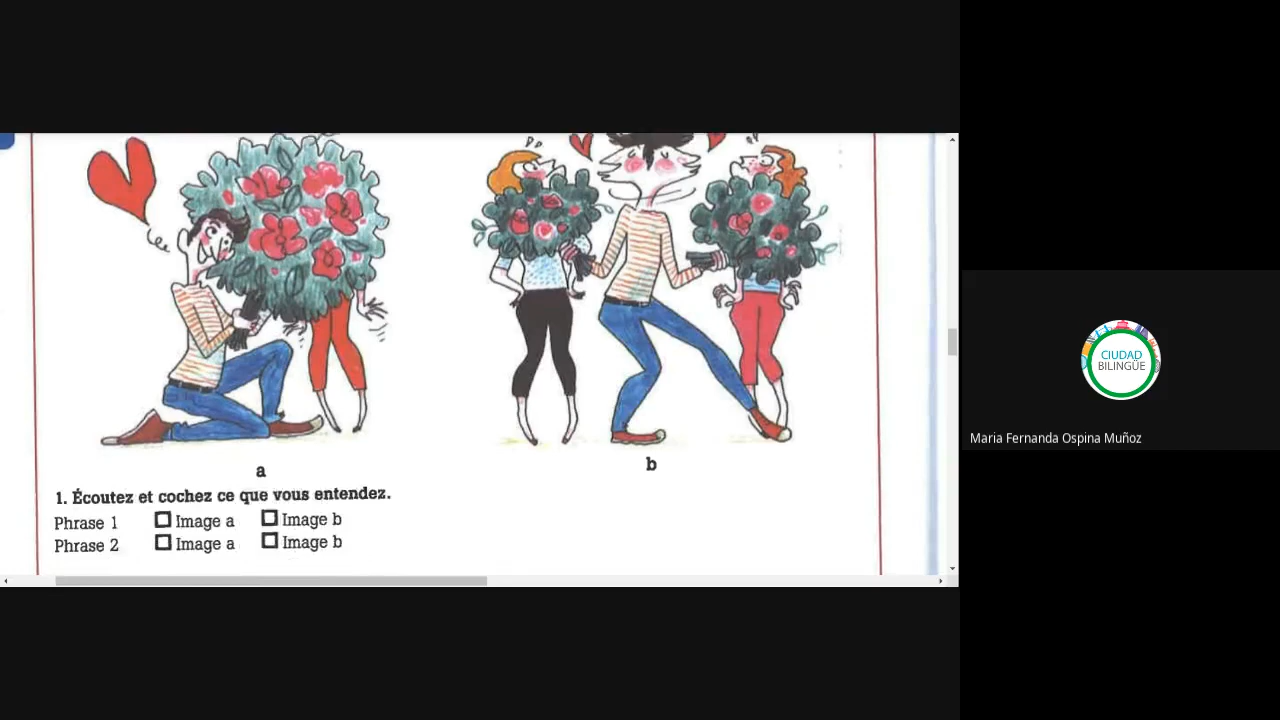 a
b
1. Écoutez et cochez ce que vous entendez.
Phrase 1 Image a Image b
Phrase 2 Image a Image b
CIUDAD
BILINGÜE
Maria Fernanda Ospina Muñoz